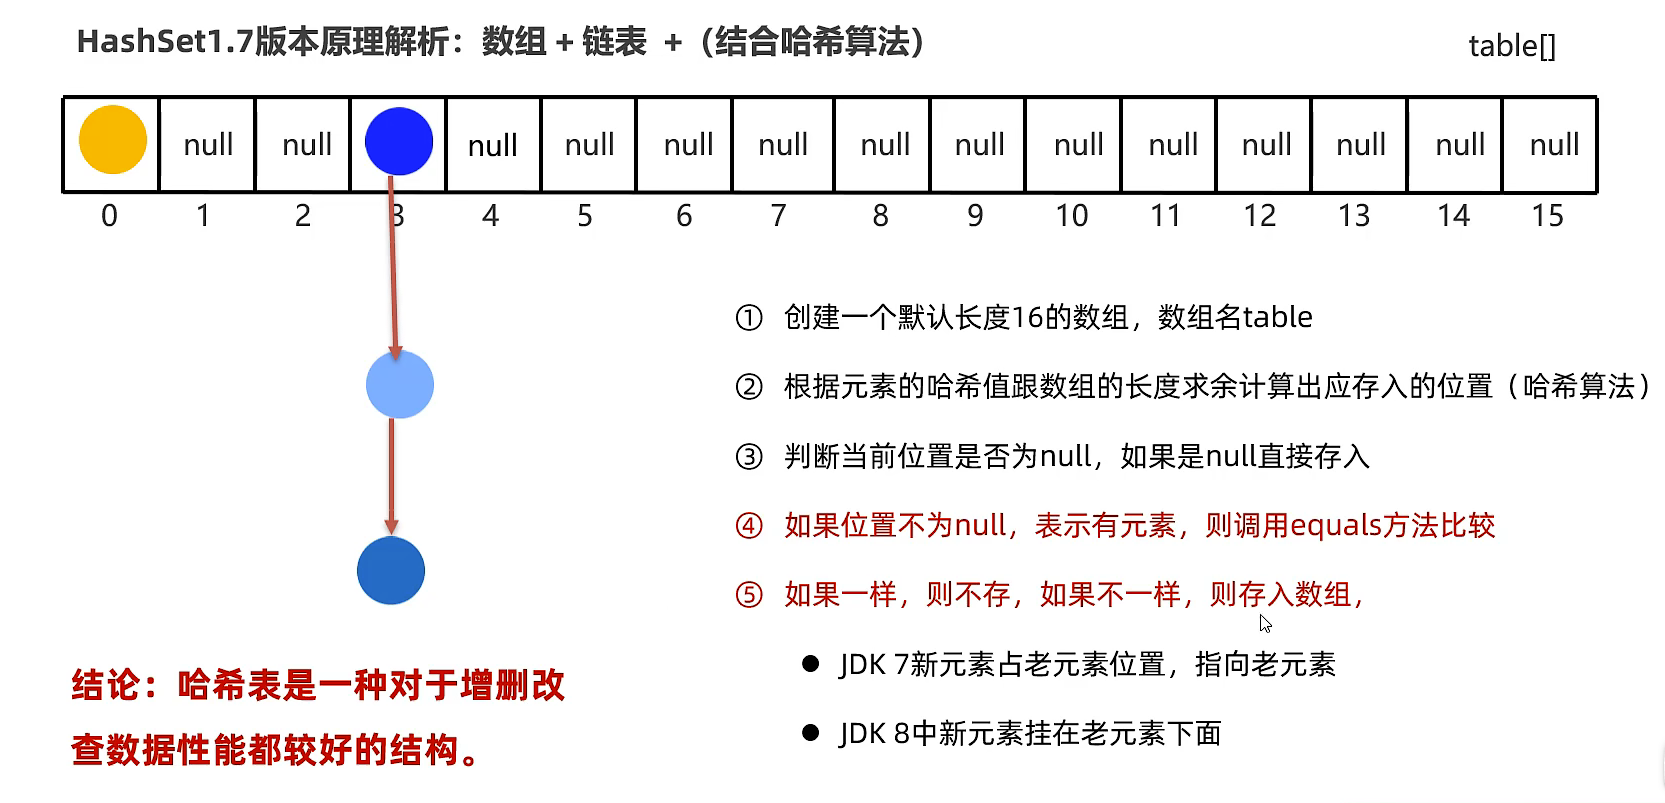 HashSet1.7版本原理解析：数组 + 链表 +（结合哈希算法）
table[]
null null null null null null null null null null null null null null
0 1 2 3 4 5 6 7 8 9 10 11 12 13 14 15
① 创建一个默认长度16的数组，数组名table
② 根据元素的哈希值跟数组的长度求余计算出应存入的位置（哈希算法）
③ 判断当前位置是否为null，如果是null直接存入
④ 如果位置不为null，表示有元素，则调用equals方法比较
⑤ 如果一样，则不存，如果不一样，则存入数组，
● JDK 7新元素占老元素位置，指向老元素
● JDK 8中新元素挂在老元素下面
结论：哈希表是一种对于增删改
查数据性能都较好的结构。